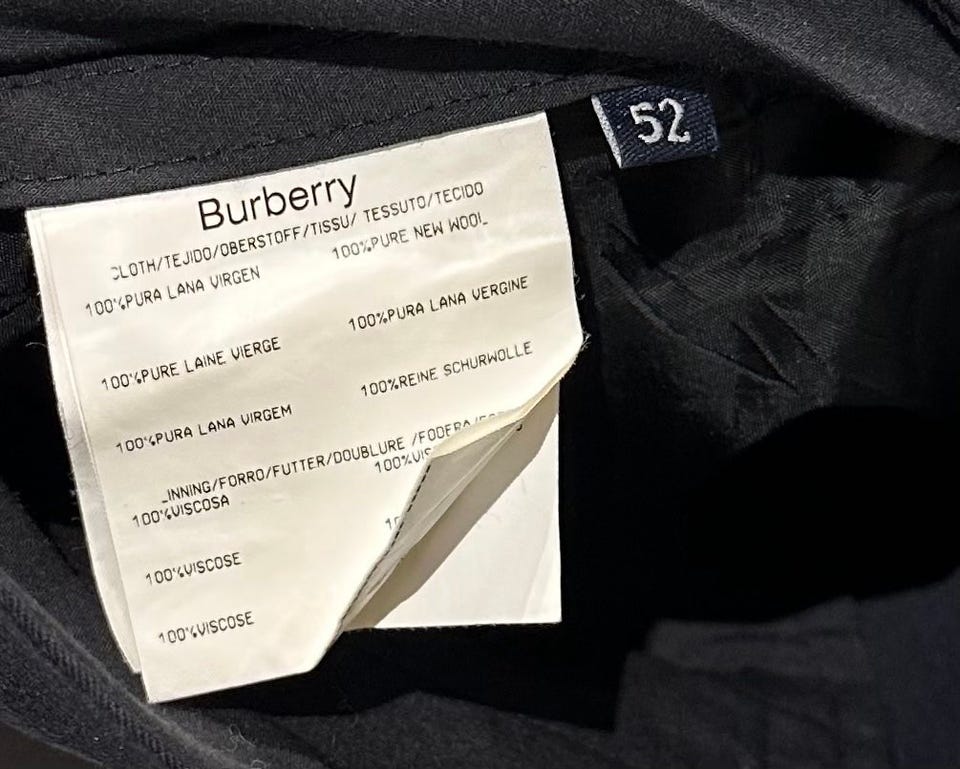 52
Burberry
CLOTH/TEJIDO/OBERSTOFF/TISSU/ TESSUTO/TECIDO
100%PURA LANA VIRGEN 100%PURE NEW WOOL
100%PURE LAINE VIERGE 100%PURA LANA VERGINE
100%PURA LANA VIRGEM 100%REINE SCHURWOLLE
LINNING/FORRO/FUTTER/DOUBLURE /FODERA/
100%VISCOSA
100%VISCOSE
100%VISCOSE